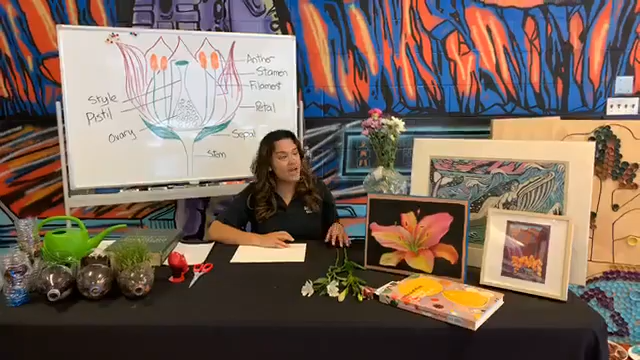 Anther
Stamen
Filament
Style
Petal
Pistil
Ovary
Sepal
Stem